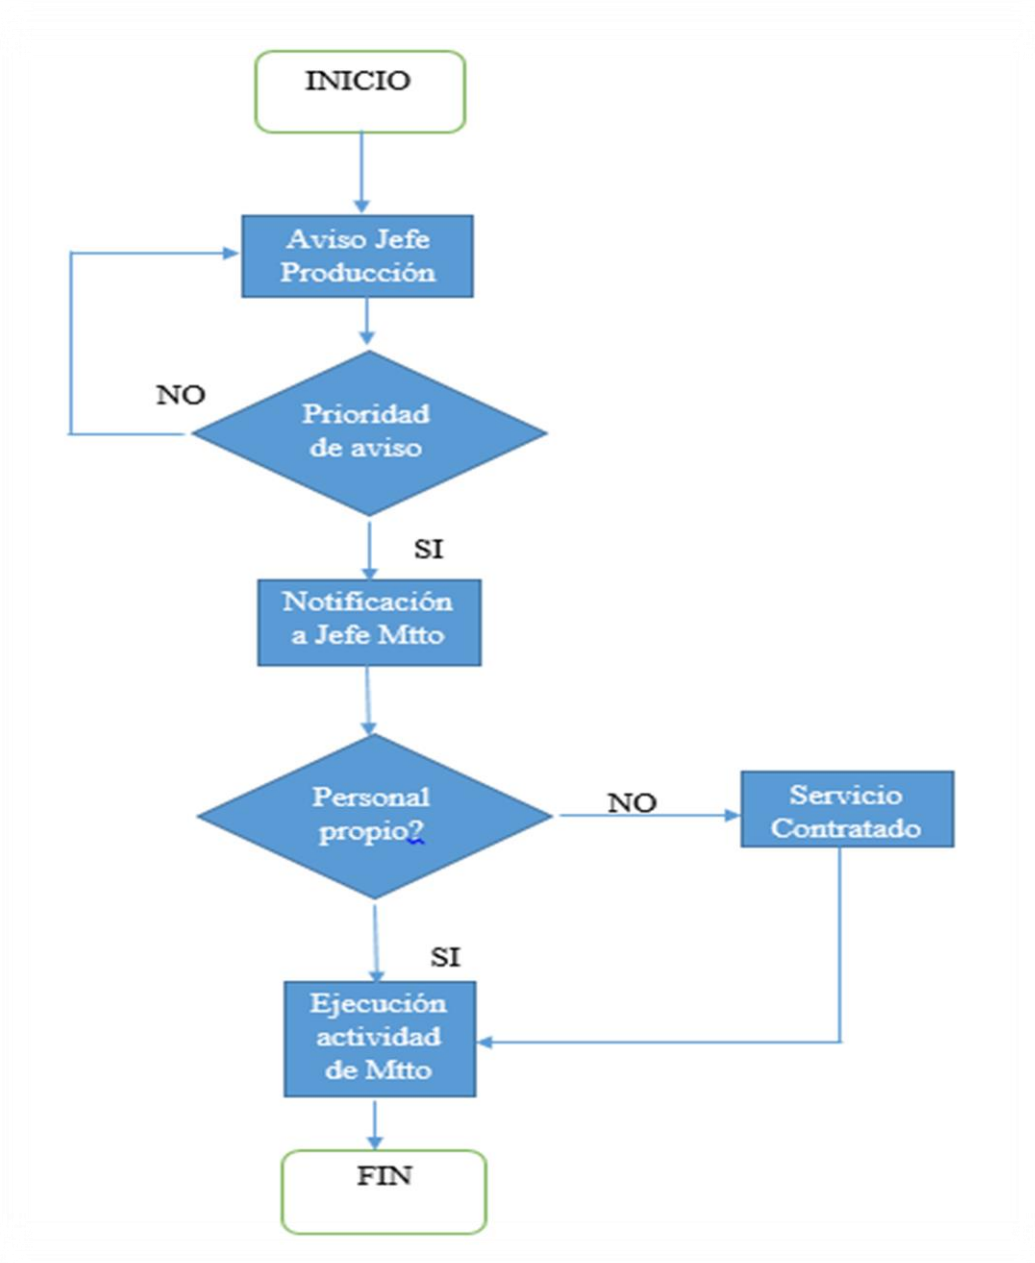 INICIO
Aviso Jefe
Producción
NO
Prioridad
de aviso
SI
Notificación
a Jefe Mtto
Personal
propio?
NO
Servicio
Contratado
SI
Ejecución
actividad
de Mtto
FIN